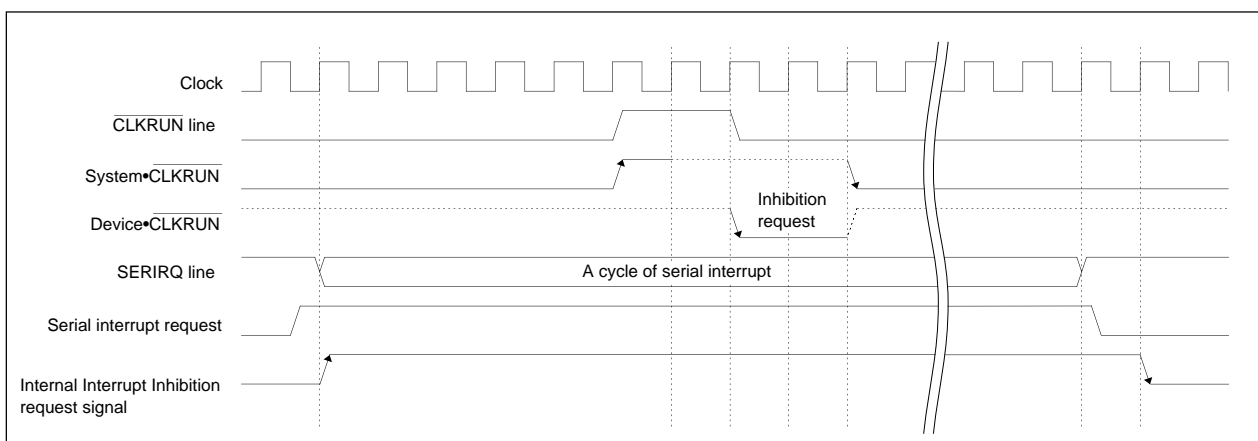 Clock
CLKRUN line
System•CLKRUN
Device•CLKRUN
Inhibition
request
SERIRQ line
A cycle of serial interrupt
Serial interrupt request
Internal Interrupt Inhibition
request signal